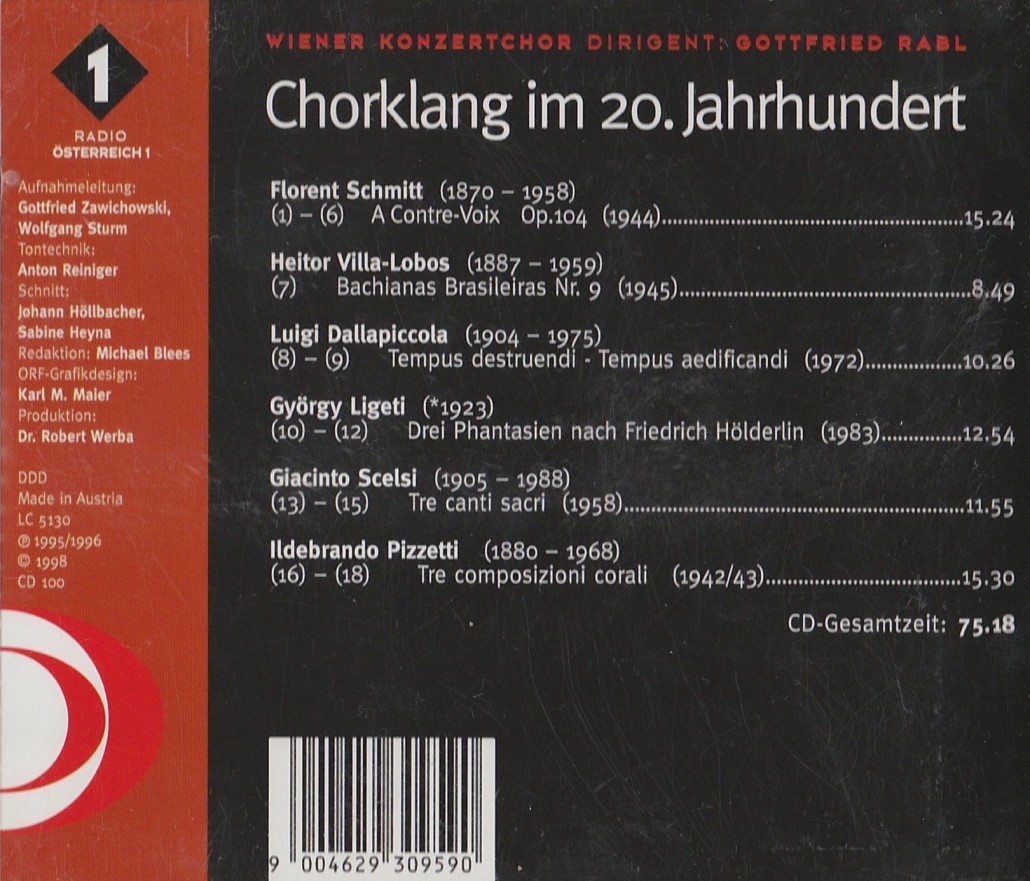 1
RADIO
ÖSTERREICH 1
Aufnahmeleitung:
Gottfried Zawichowski,
Wolfgang Sturm
Tontechnik:
Anton Reiniger
Schnitt:
Johann Höllbacher,
Sabine Heyna
Redaktion: Michael Blees
ORF-Grafikdesign:
Karl M. Maier
Produktion:
Dr. Robert Werba
DDD
Made in Austria
LC 5130
℗ 1995/1996
© 1998
CD 100
WIENER KONZERTCHOR DIRIGENT: GOTTFRIED RABL
Chorklang im 20. Jahrhundert
Florent Schmitt (1870 – 1958)
(1) – (6) A Contre-Voix Op.104 (1944)...15.24
Heitor Villa-Lobos (1887 – 1959)
(7) Bachianas Brasileiras Nr. 9 (1945)...8.49
Luigi Dallapiccola (1904 – 1975)
(8) – (9) Tempus destruendi - Tempus aedificandi (1972)...10.26
György Ligeti (*1923)
(10) – (12) Drei Phantasien nach Friedrich Hölderlin (1983)...12.54
Giacinto Scelsi (1905 – 1988)
(13) – (15) Tre canti sacri (1958)...11.55
Ildebrando Pizzetti (1880 – 1968)
(16) – (18) Tre composizioni corali (1942/43)...15.30
CD-Gesamtzeit: 75.18
9 004629 309590